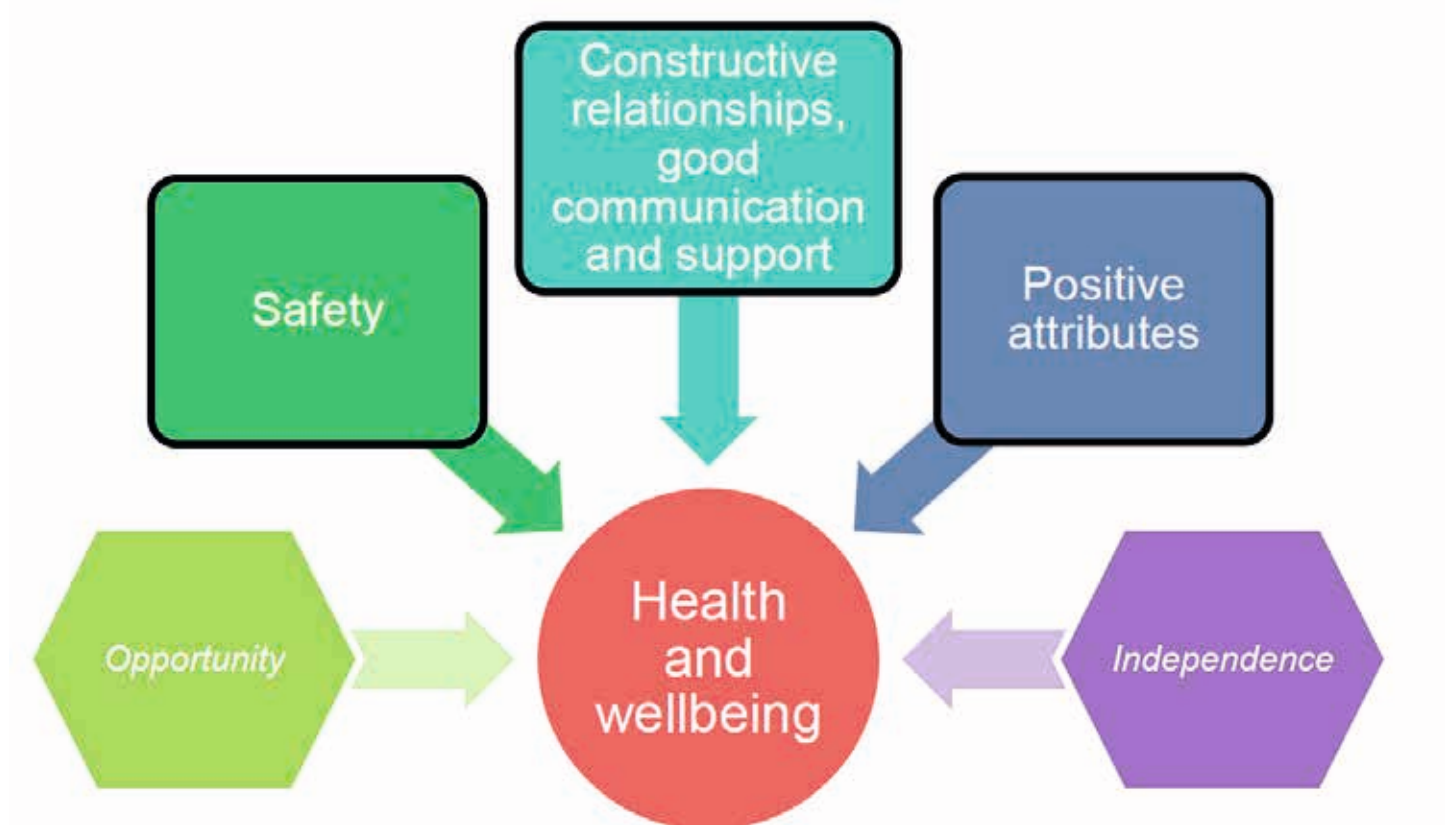 Constructive
relationships,
good
communication
and support
Safety
Positive
attributes
Health
and
wellbeing
Opportunity
Independence